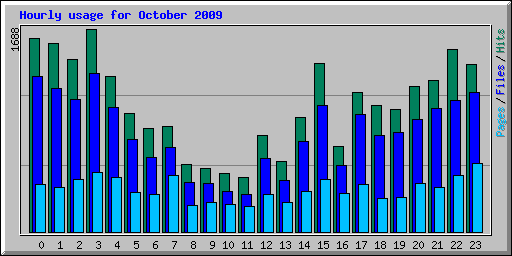 Hourly usage for October 2009
1688
Pages / Files / Hits
0 1 2 3 4 5 6 7 8 9 10 11 12 13 14 15 16 17 18 19 20 21 22 23